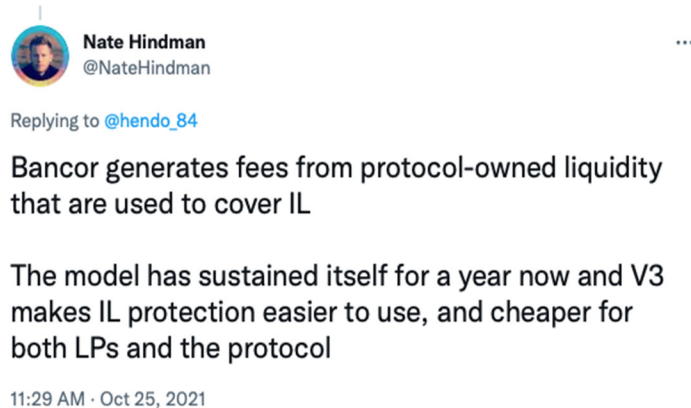 Nate Hindman
@NateHindman
Replying to @hendo_84
Bancor generates fees from protocol-owned liquidity
that are used to cover IL
The model has sustained itself for a year now and V3
makes IL protection easier to use, and cheaper for
both LPs and the protocol
11:29 AM · Oct 25, 2021